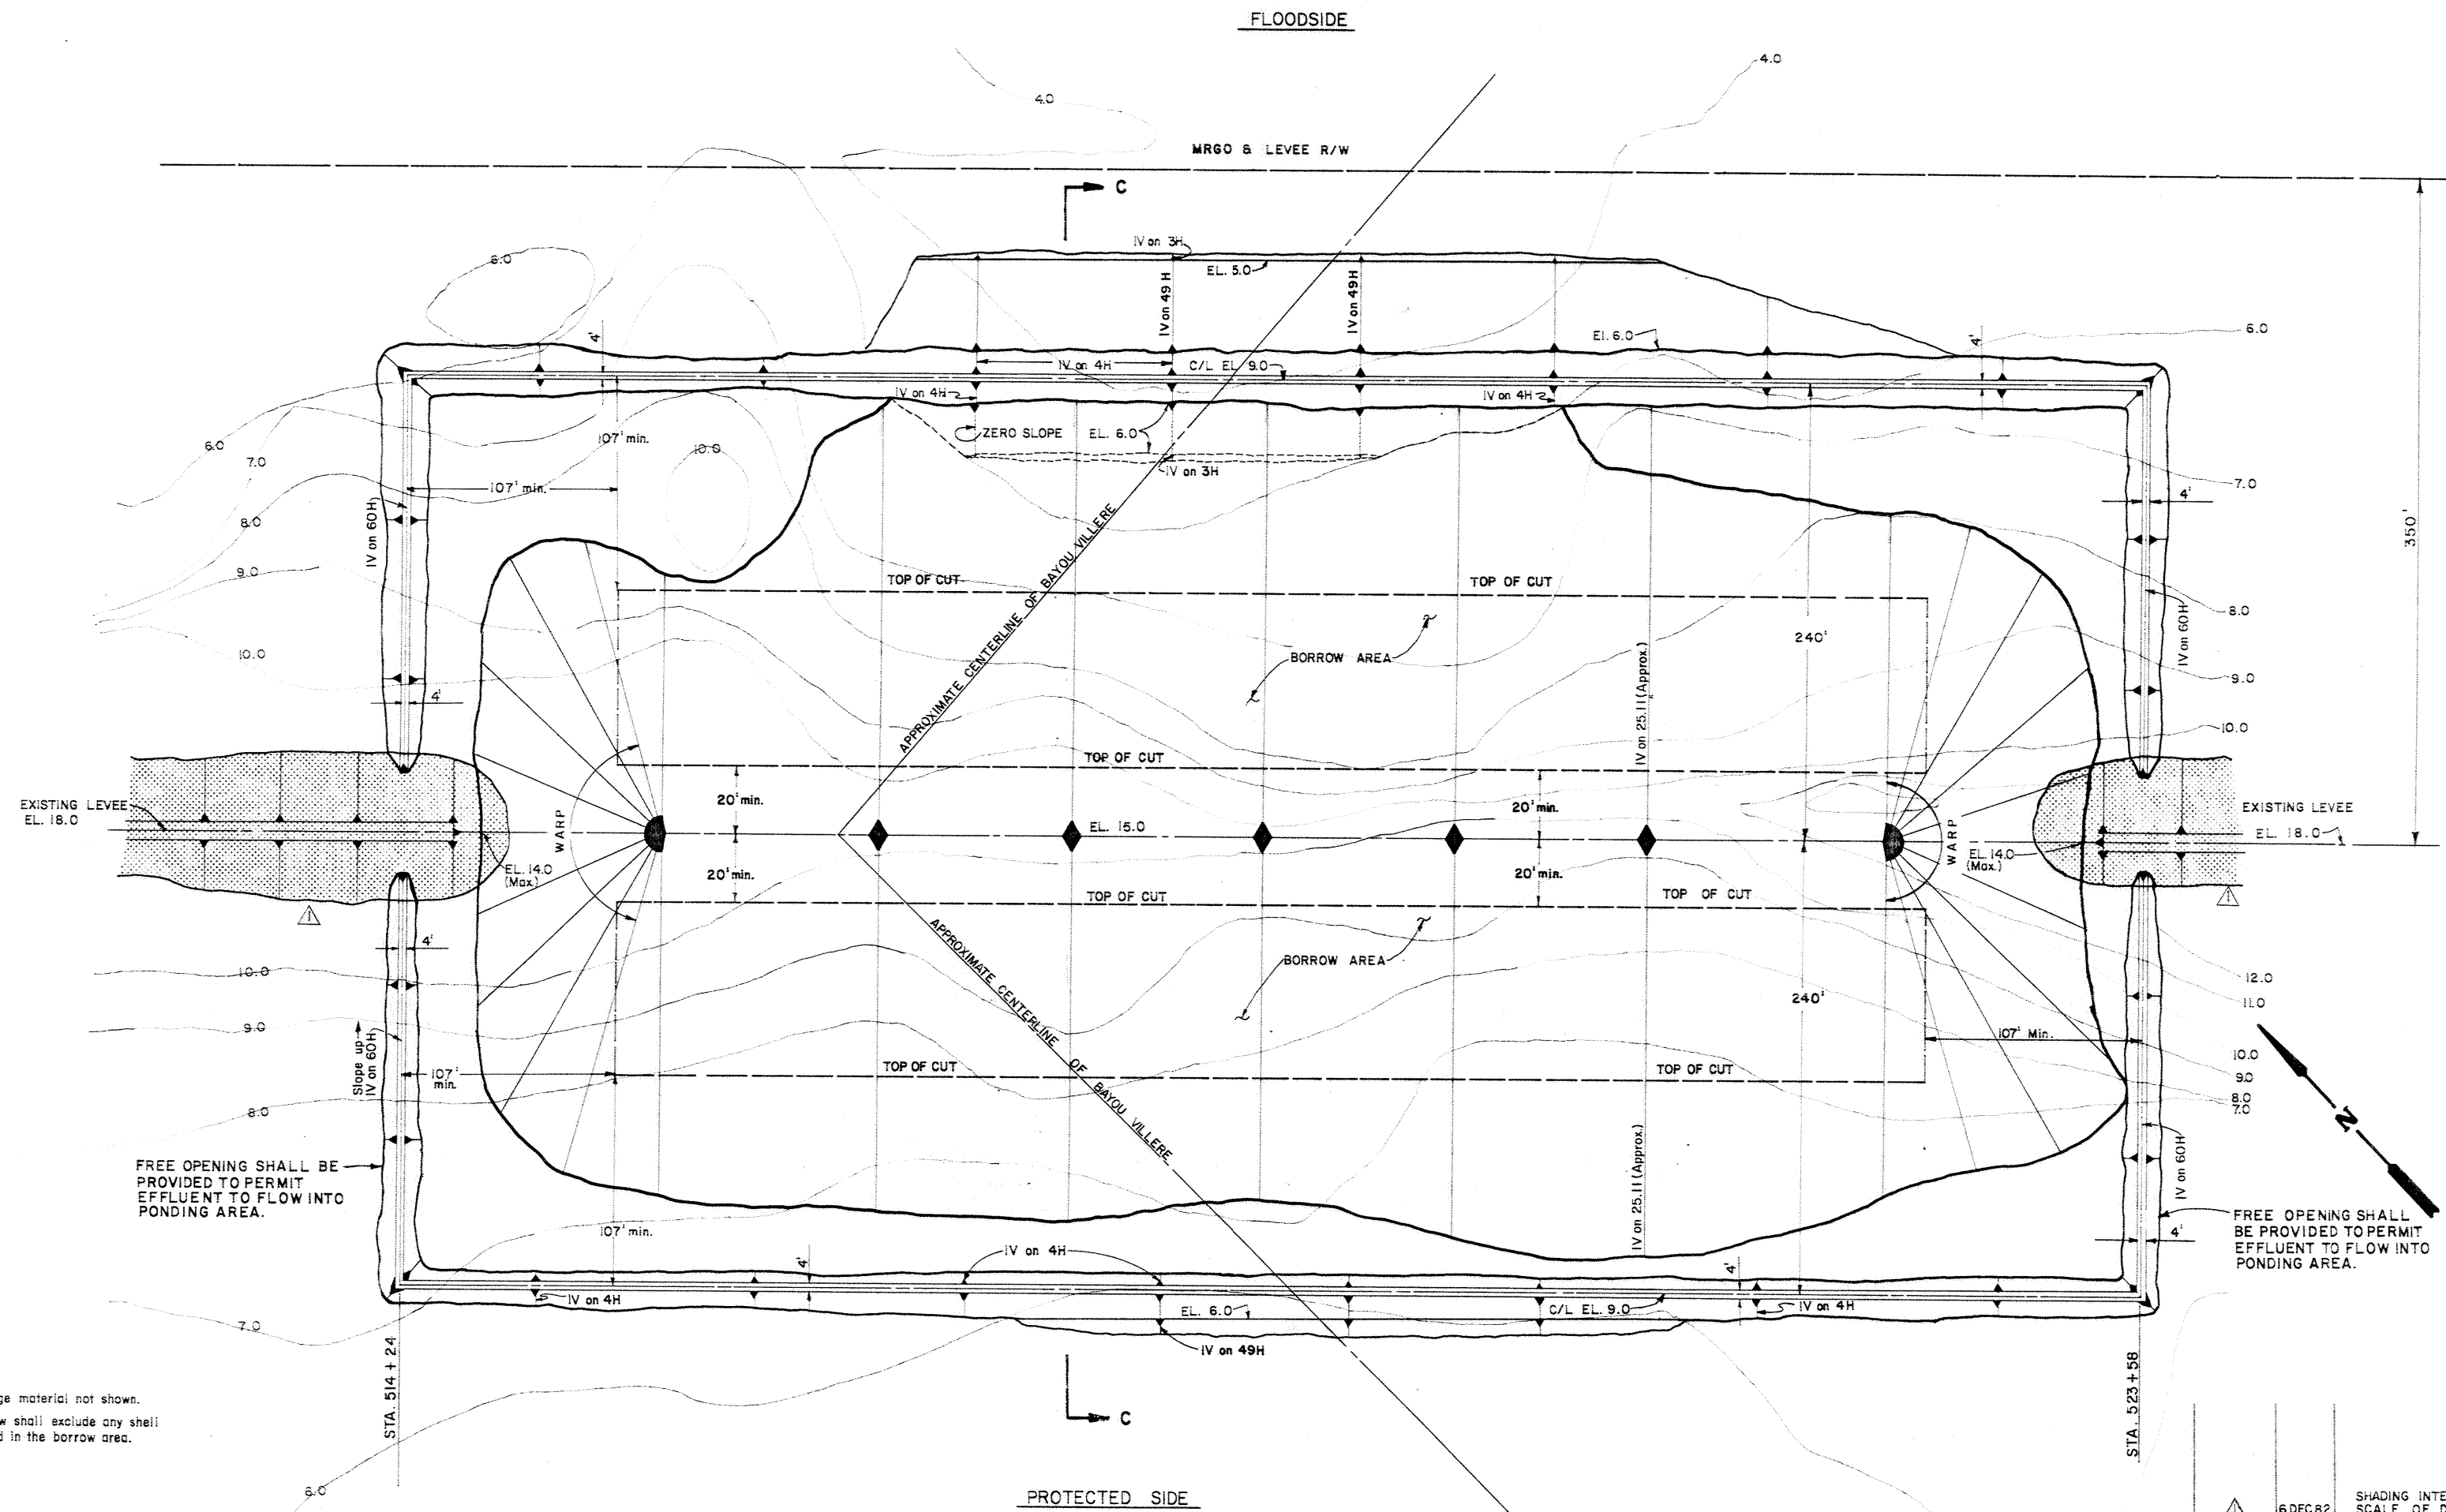 FLOODSIDE
4.0
4.0
MRGO & LEVEE R/W
C
6.0
IV on 3H
EL. 5.0
IV on 49 H
IV on 49H
4'
El. 6.0
4'
6.0
IV on 4H
C/L EL. 9.0
IV on 4H
IV on 4H
107' min.
ZERO SLOPE
EL. 6.0
IV on 3H
6.0
7.0
10.0
107' min.
7.0
4'
350'
8.0
IV on 60H
9.0
TOP OF CUT
TOP OF CUT
8.0
IV on 60H
240'
10.0
BORROW AREA
APPROXIMATE CENTERLINE OF BAYOU VILLERE
IV on 25.11 (Approx.)
9.0
4'
10.0
TOP OF CUT
EXISTING LEVEE
EL. 18.0
20' min.
20' min.
EXISTING LEVEE
EL. 18.0
WARP
EL. 15.0
WARP
EL. 14.0
(Max.)
EL. 14.0
(Max.)
20' min.
20' min.
TOP OF CUT
TOP OF CUT
4'
APPROXIMATE CENTERLINE OF BAYOU VILLERE
BORROW AREA
10.0
12.0
11.0
240'
9.0
Slope up
IV on 60H
107' Min.
107'
min.
TOP OF CUT
TOP OF CUT
10.0
9.0
8.0
7.0
8.0
N
FREE OPENING SHALL BE
PROVIDED TO PERMIT
EFFLUENT TO FLOW INTO
PONDING AREA.
IV on 25.11 (Approx.)
IV on 60H
FREE OPENING SHALL
BE PROVIDED TO PERMIT
EFFLUENT TO FLOW INTO
PONDING AREA.
4'
107' min.
IV on 4H
4'
4'
IV on 4H
EL. 6.0
C/L EL. 9.0
IV on 4H
7.0
IV on 49H
STA. 514 + 24
STA. 523+58
C
ge material not shown.
w shall exclude any shell
d in the borrow area.
6.0
PROTECTED SIDE
6 DEC 82
SHADING INTE
SCALE OF D